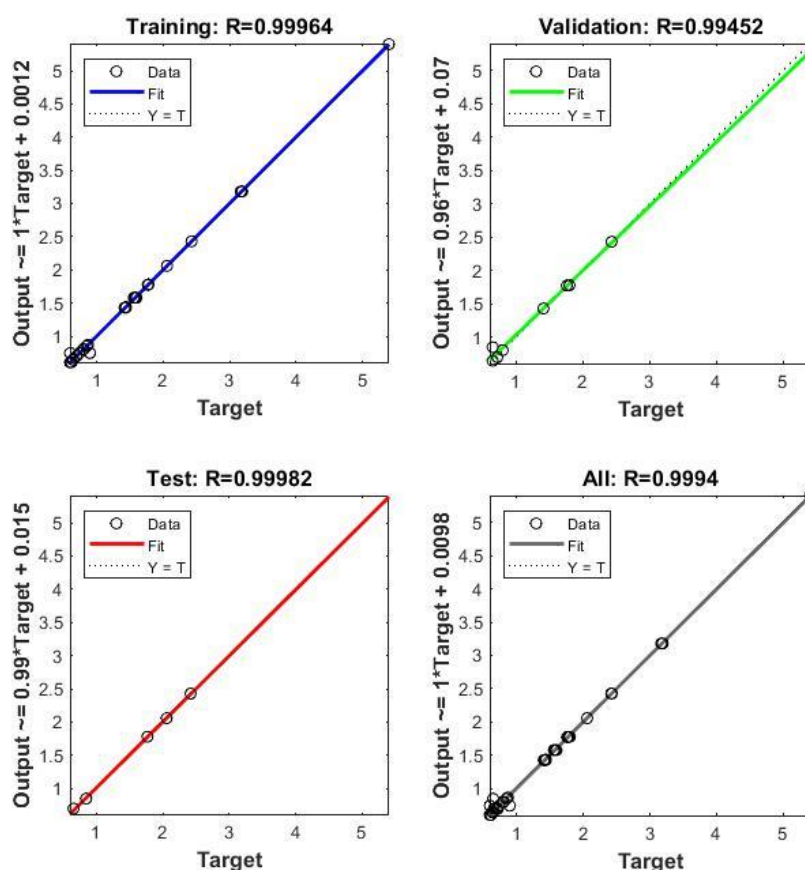 Training: R=0.99964
Output ~= 1*Target + 0.0012
5
4.5
4
3.5
3
2.5
2
1.5
1
Data
Fit
Y = T
1 2 3 4 5
Target
Validation: R=0.99452
Output ~= 0.96*Target + 0.07
5
4.5
4
3.5
3
2.5
2
1.5
1
Data
Fit
Y = T
1 2 3 4 5
Target
Test: R=0.99982
Output ~= 0.99*Target + 0.015
5
4.5
4
3.5
3
2.5
2
1.5
1
Data
Fit
Y = T
1 2 3 4 5
Target
All: R=0.9994
Output ~= 1*Target + 0.0098
5
4.5
4
3.5
3
2.5
2
1.5
1
Data
Fit
Y = T
1 2 3 4 5
Target